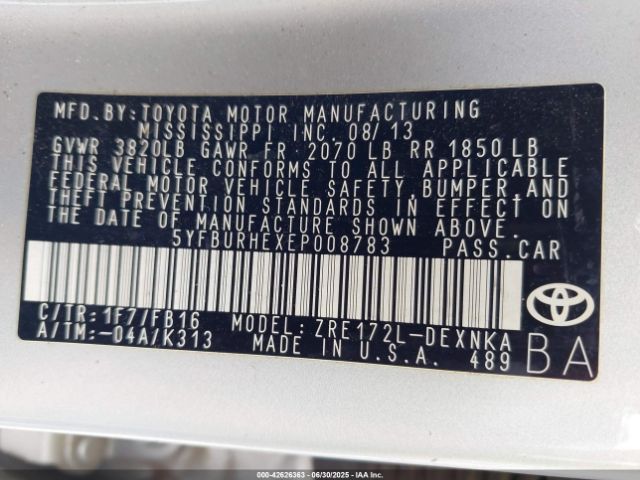 MFD.BY:TOYOTA MOTOR MANUFACTURING
MISSISSIPPI INC. 08/13
GVWR 3820LB GAWR FR 2070 LB RR 1850 LB
THIS VEHICLE CONFORMS TO ALL APPLICABLE
FEDERAL MOTOR VEHICLE SAFETY, BUMPER, AND
THEFT PREVENTION STANDARDS IN EFFECT ON
THE DATE OF MANUFACTURE SHOWN ABOVE.
5YFBURHEXEP008783 PASS.CAR
C/TR:1F7/FB16 MODEL: ZRE172L-DEXNKA
A/TM:-04A/K313 MADE IN U.S.A. 489
BA
000-42626363 - 06/30/2025 - COPYRIGHT IAA, INC.